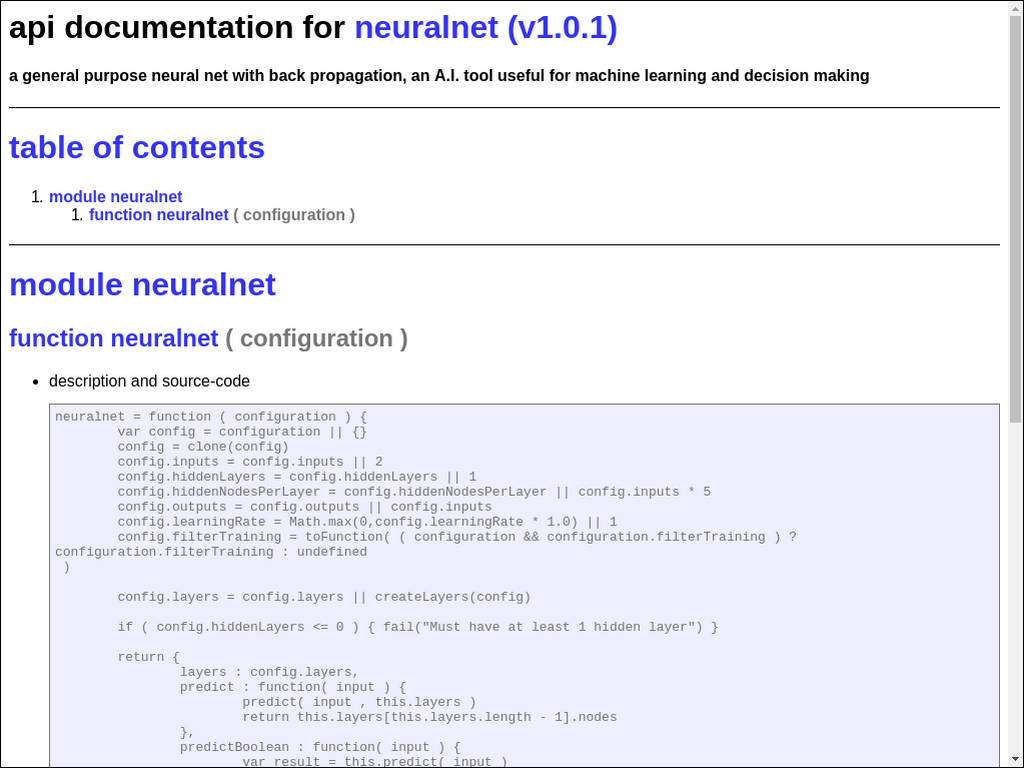 api documentation for neuralnet (v1.0.1)
a general purpose neural net with back propagation, an A.I. tool useful for machine learning and decision making
table of contents
1. module neuralnet
1. function neuralnet ( configuration )
module neuralnet
function neuralnet ( configuration )
• description and source-code
neuralnet = function ( configuration ) {
var config = configuration || {}
config = clone(config)
config.inputs = config.inputs || 2
config.hiddenLayers = config.hiddenLayers || 1
config.hiddenNodesPerLayer = config.hiddenNodesPerLayer || config.inputs * 5
config.outputs = config.outputs || config.inputs
config.learningRate = Math.max(0,config.learningRate * 1.0) || 1
config.filterTraining = toFunction( ( configuration && configuration.filterTraining ) ?
configuration.filterTraining : undefined
)
config.layers = config.layers || createLayers(config)
if ( config.hiddenLayers <= 0 ) { fail("Must have at least 1 hidden layer") }
return {
layers : config.layers,
predict : function( input ) {
predict( input , this.layers )
return this.layers[this.layers.length - 1].nodes
},
predictBoolean : function( input ) {
var result = this.predict( input )